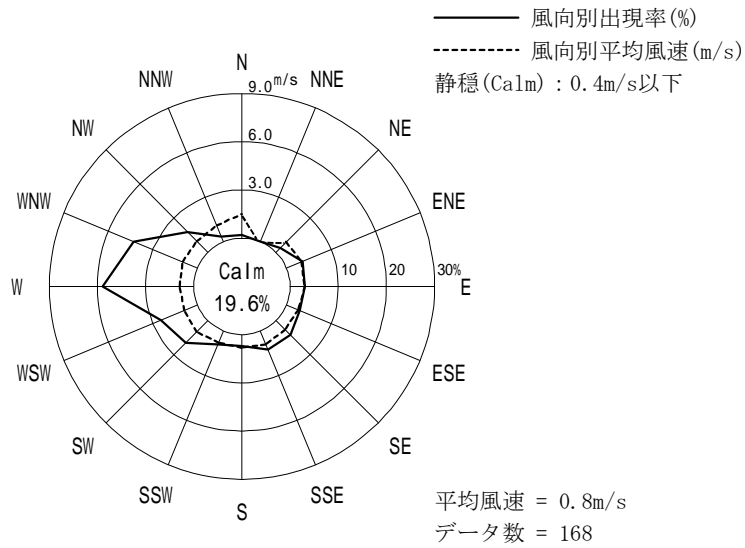 風向別出現率(%)
風向別平均風速(m/s)
静穏(Calm)：0.4m/s以下
N
NNW
NNE
9.0 m/s
NW
NE
6.0
WNW
ENE
3.0
W
Calm
10
20
30%
E
19.6%
WSW
ESE
SW
SE
SSW
SSE
S
平均風速 = 0.8m/s
データ数 = 168